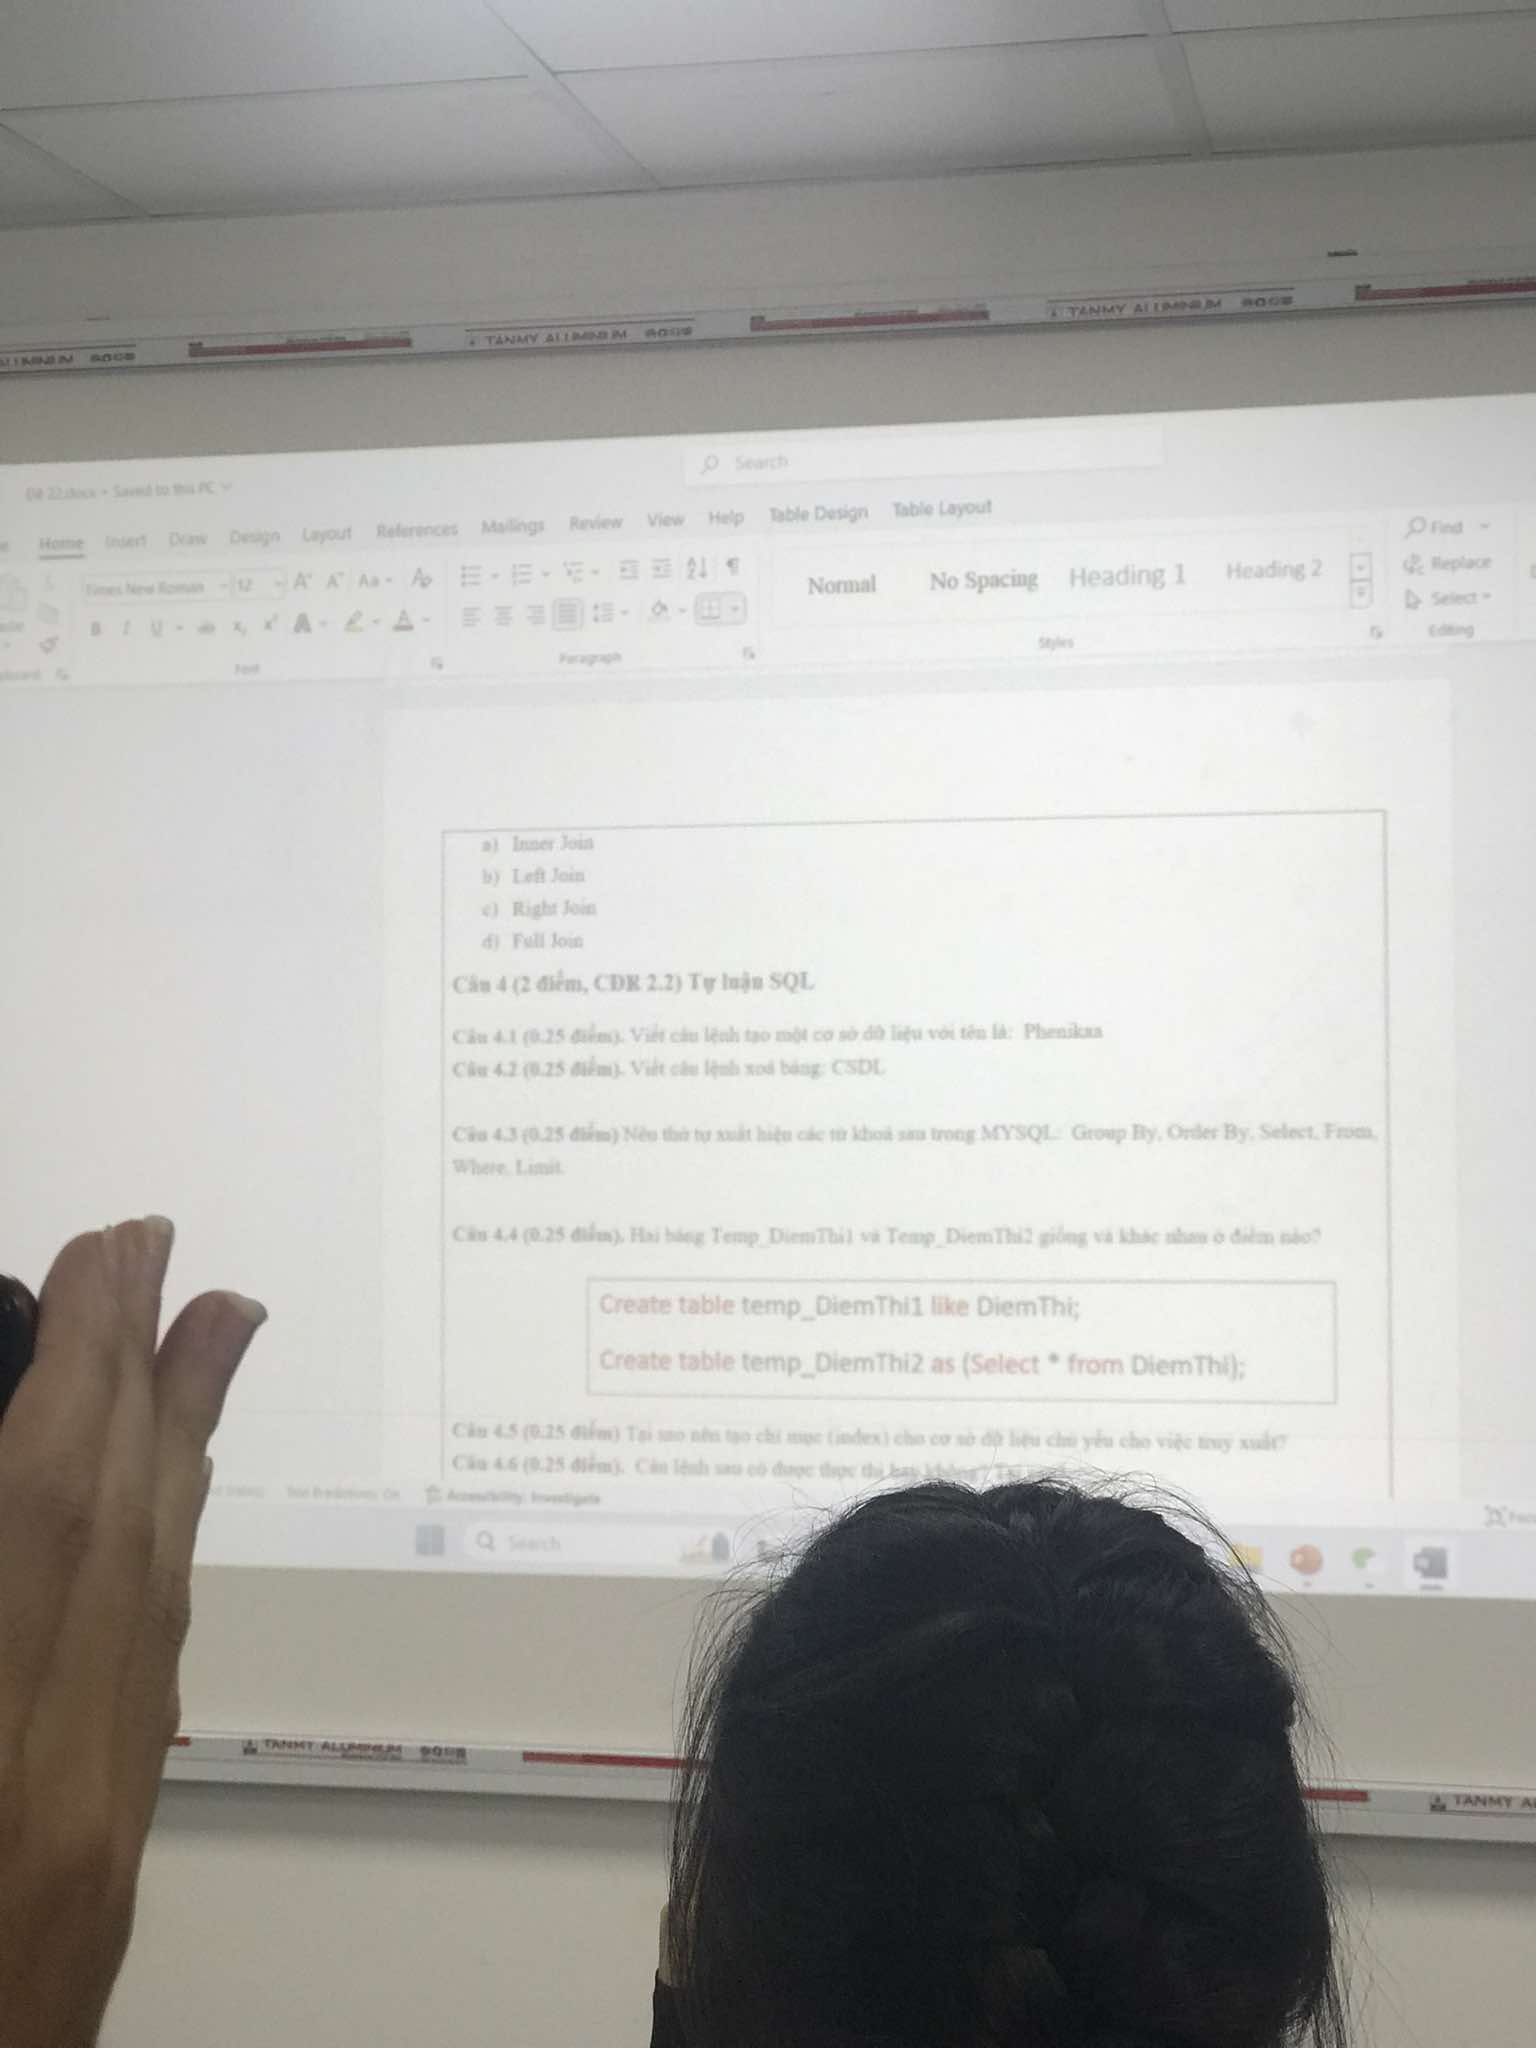 TANMY ALUMINIUM
TANMY ALUMINIUM
ALUMINIUM
Search
Đề 22.docx • Saved to this PC
Home Insert Draw Design Layout References Mailings Review View Help Table Design Table Layout
Times New Roman 12 Aa
Normal No Spacing Heading 1 Heading 2
Find
Replace
Select
B I U ab
Font Paragraph Styles Editing
a) Inner Join
b) Left Join
c) Right Join
d) Full Join
Câu 4 (2 điểm, CĐR 2.2) Tự luận SQL
Câu 4.1 (0.25 điểm). Viết câu lệnh tạo một cơ sở dữ liệu với tên là: Phenikaa
Câu 4.2 (0.25 điểm). Viết câu lệnh xoá bảng: CSDL
Câu 4.3 (0.25 điểm) Nêu thứ tự xuất hiện các từ khoá sau trong MYSQL: Group By, Order By, Select, From,
Where, Limit.
Câu 4.4 (0.25 điểm). Hai bảng Temp_DiemThi1 và Temp_DiemThi2 giống và khác nhau ở điểm nào?
Create table temp_DiemThi1 like DiemThi;
Create table temp_DiemThi2 as (Select * from DiemThi);
Câu 4.5 (0.25 điểm) Tại sao nên tạo chỉ mục (index) cho cơ sở dữ liệu chủ yếu cho việc truy xuất?
Câu 4.6 (0.25 điểm). Câu lệnh sau có được thực thi hay không?
Text Predictions: On Accessibility: Investigate
Search
TANMY ALUMINIUM
TANMY